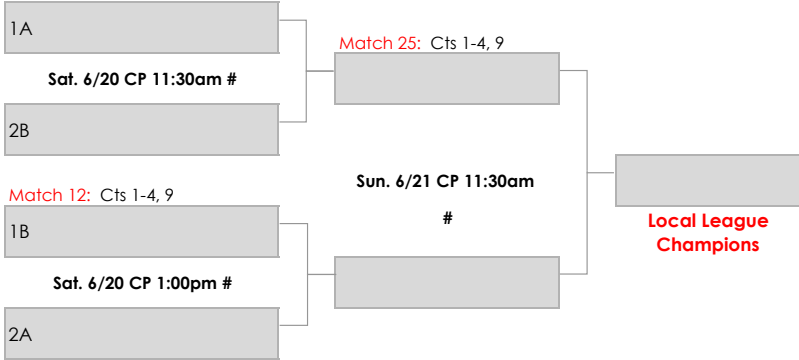 1A
Match 25: Cts 1-4, 9
Sat. 6/20 CP 11:30am #
2B
Sun. 6/21 CP 11:30am
#
Match 12: Cts 1-4, 9
1B
Local League
Champions
Sat. 6/20 CP 1:00pm #
2A